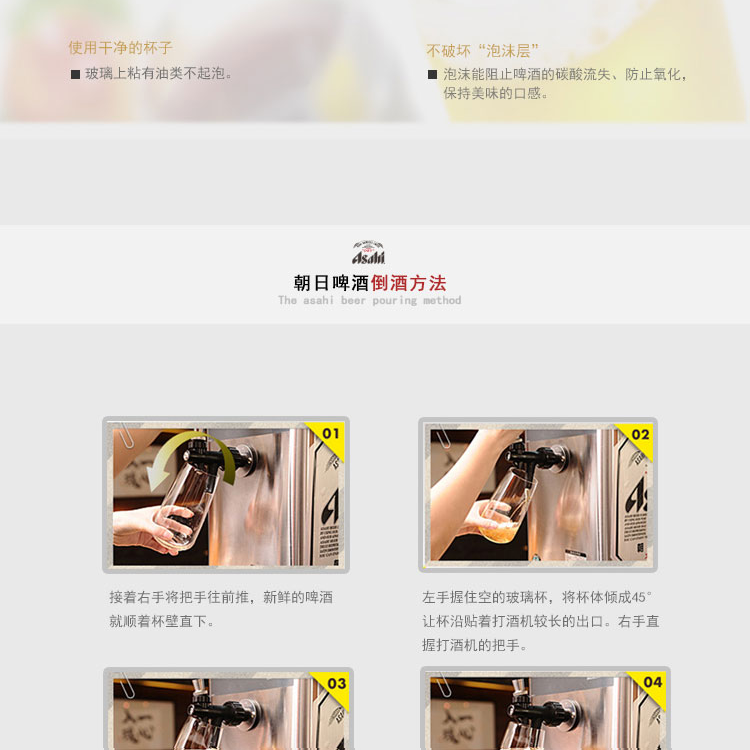 使用干净的杯子
■ 玻璃上粘有油类不起泡。
不破坏“泡沫层”
■ 泡沫能阻止啤酒的碳酸流失、防止氧化，
保持美味的口感。
Asahi
朝日啤酒倒酒方法
The asahi beer pouring method
01
接着右手将把手往前推，新鲜的啤酒
就顺着杯壁直下。
02
左手握住空的玻璃杯，将杯体倾成45°
让杯沿贴着打酒机较长的出口。右手直
握打酒机的把手。
03
04